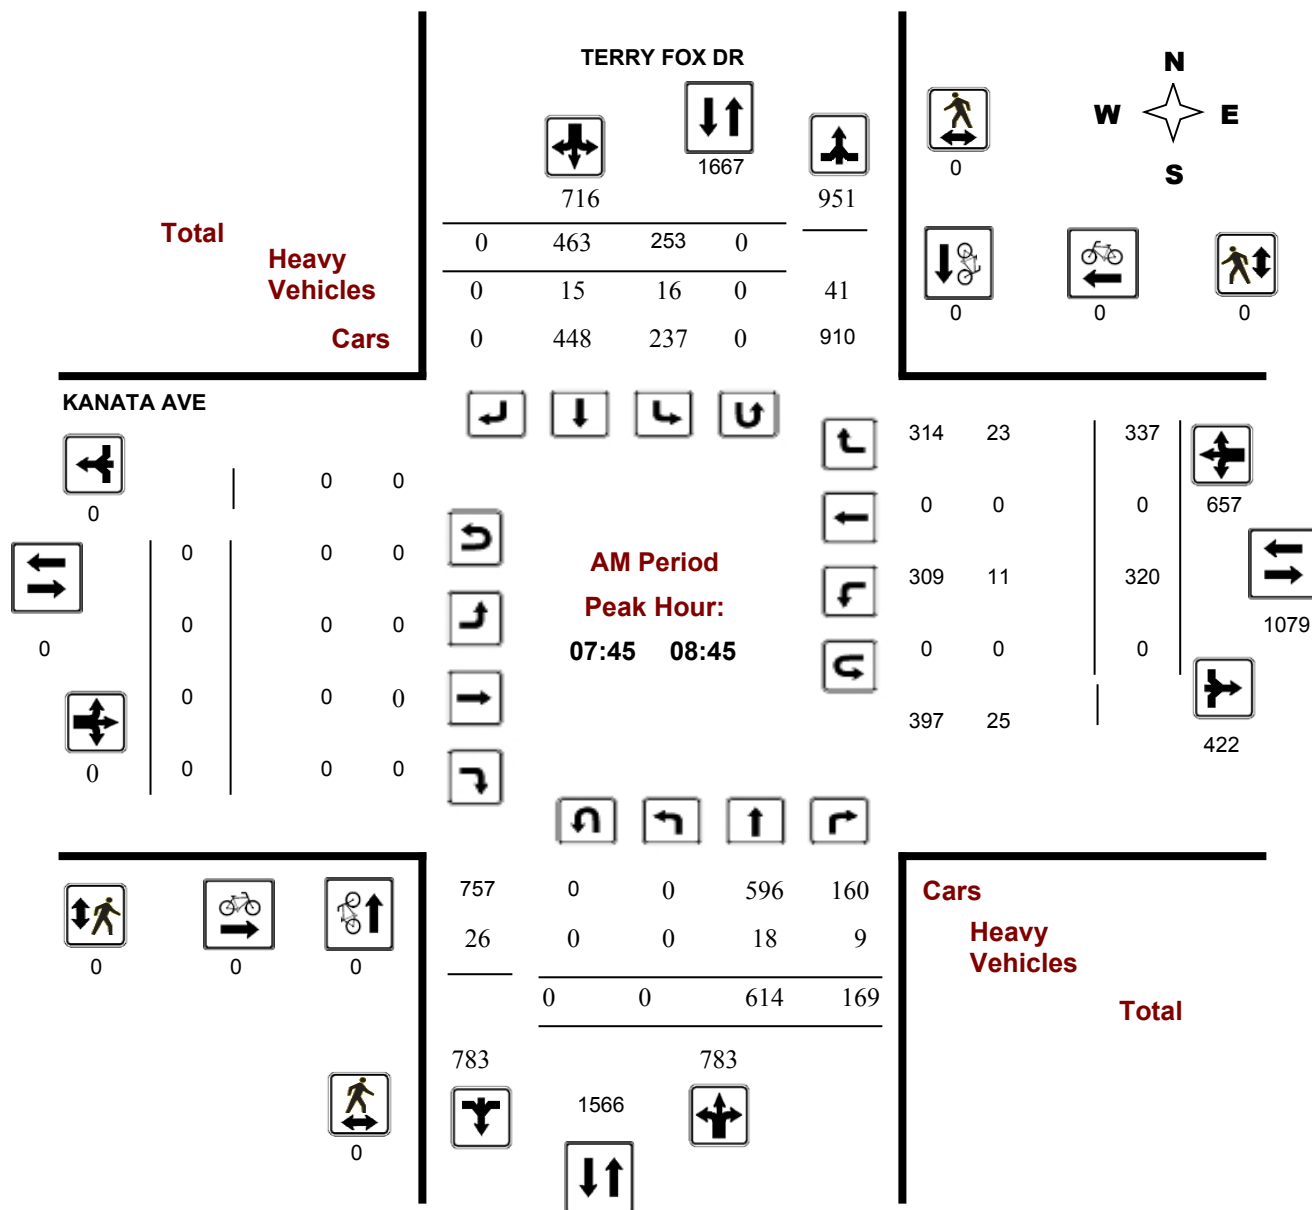 TERRY FOX DR
N
W E
S
1667
0
716 951
Total 0 463 253 0
Heavy
Vehicles 0 15 16 0 41
0 0 0
Cars 0 448 237 0 910
KANATA AVE
314 23 337
0 0
0
0 0 0
657
0 0 0
AM Period
309 11 320
Peak Hour:
0 0 0
1079
07:45 08:45
0
0 0 0
0 0 0
397 25
422
0
0 0 0
757 0 0 596 160 Cars
26 0 0 18 9 Heavy
Vehicles
0 0 0
0 0 614 169 Total
783 783
1566
0